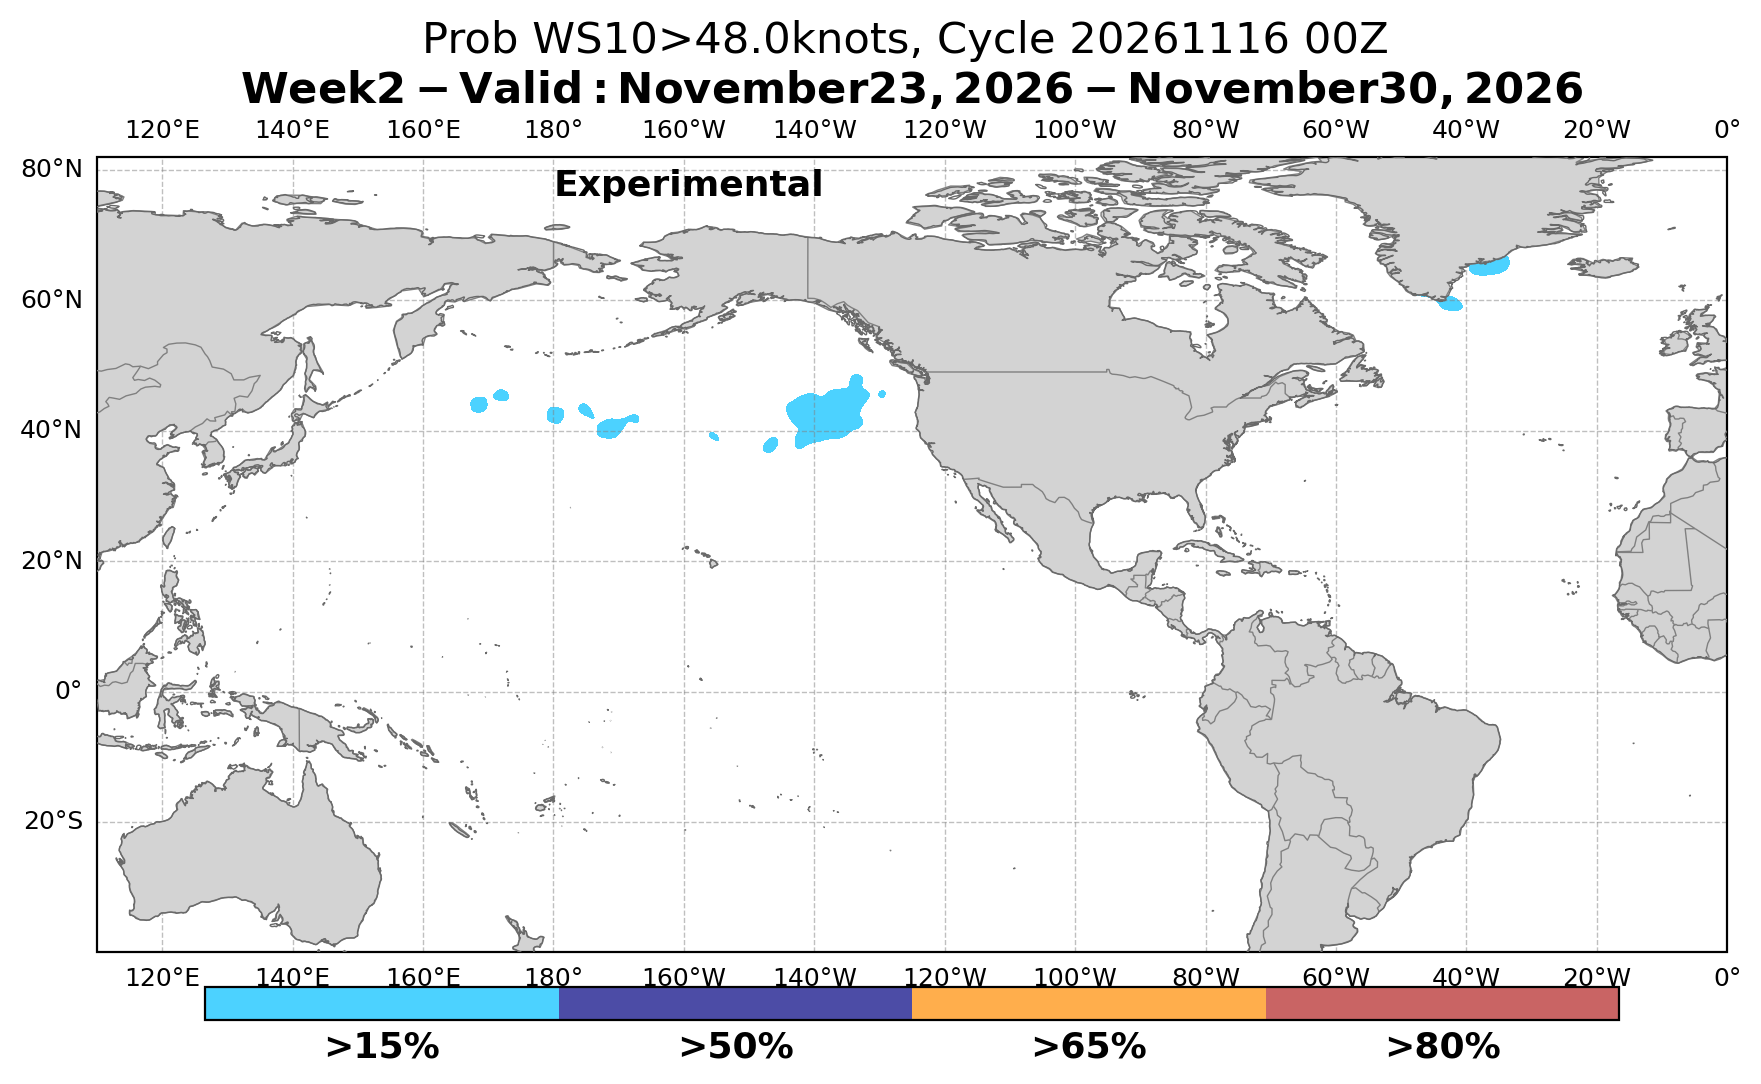 Prob WS10>48.0knots, Cycle 20261116 00Z
Week2 – Valid : November23, 2026 – November30, 2026
120°E 140°E 160°E 180° 160°W 140°W 120°W 100°W 80°W 60°W 40°W 20°W 0°
80°N
Experimental
60°N
40°N
20°N
0°
20°S
120°E 140°E 160°E 180° 160°W 140°W 120°W 100°W 80°W 60°W 40°W 20°W 0°
>15% >50% >65% >80%